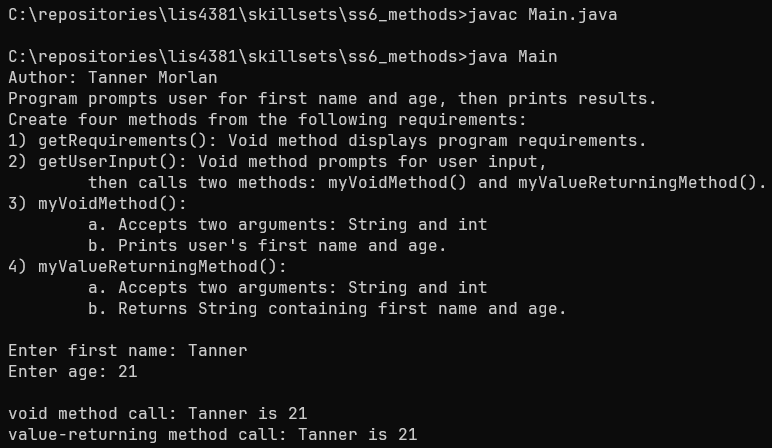 C:\repositories\lis4381\skillsets\ss6_methods>javac Main.java
C:\repositories\lis4381\skillsets\ss6_methods>java Main
Author: Tanner Morlan
Program prompts user for first name and age, then prints results.
Create four methods from the following requirements:
1) getRequirements(): Void method displays program requirements.
2) getUserInput(): Void method prompts for user input,
then calls two methods: myVoidMethod() and myValueReturningMethod().
3) myVoidMethod():
a. Accepts two arguments: String and int
b. Prints user's first name and age.
4) myValueReturningMethod():
a. Accepts two arguments: String and int
b. Returns String containing first name and age.
Enter first name: Tanner
Enter age: 21
void method call: Tanner is 21
value-returning method call: Tanner is 21